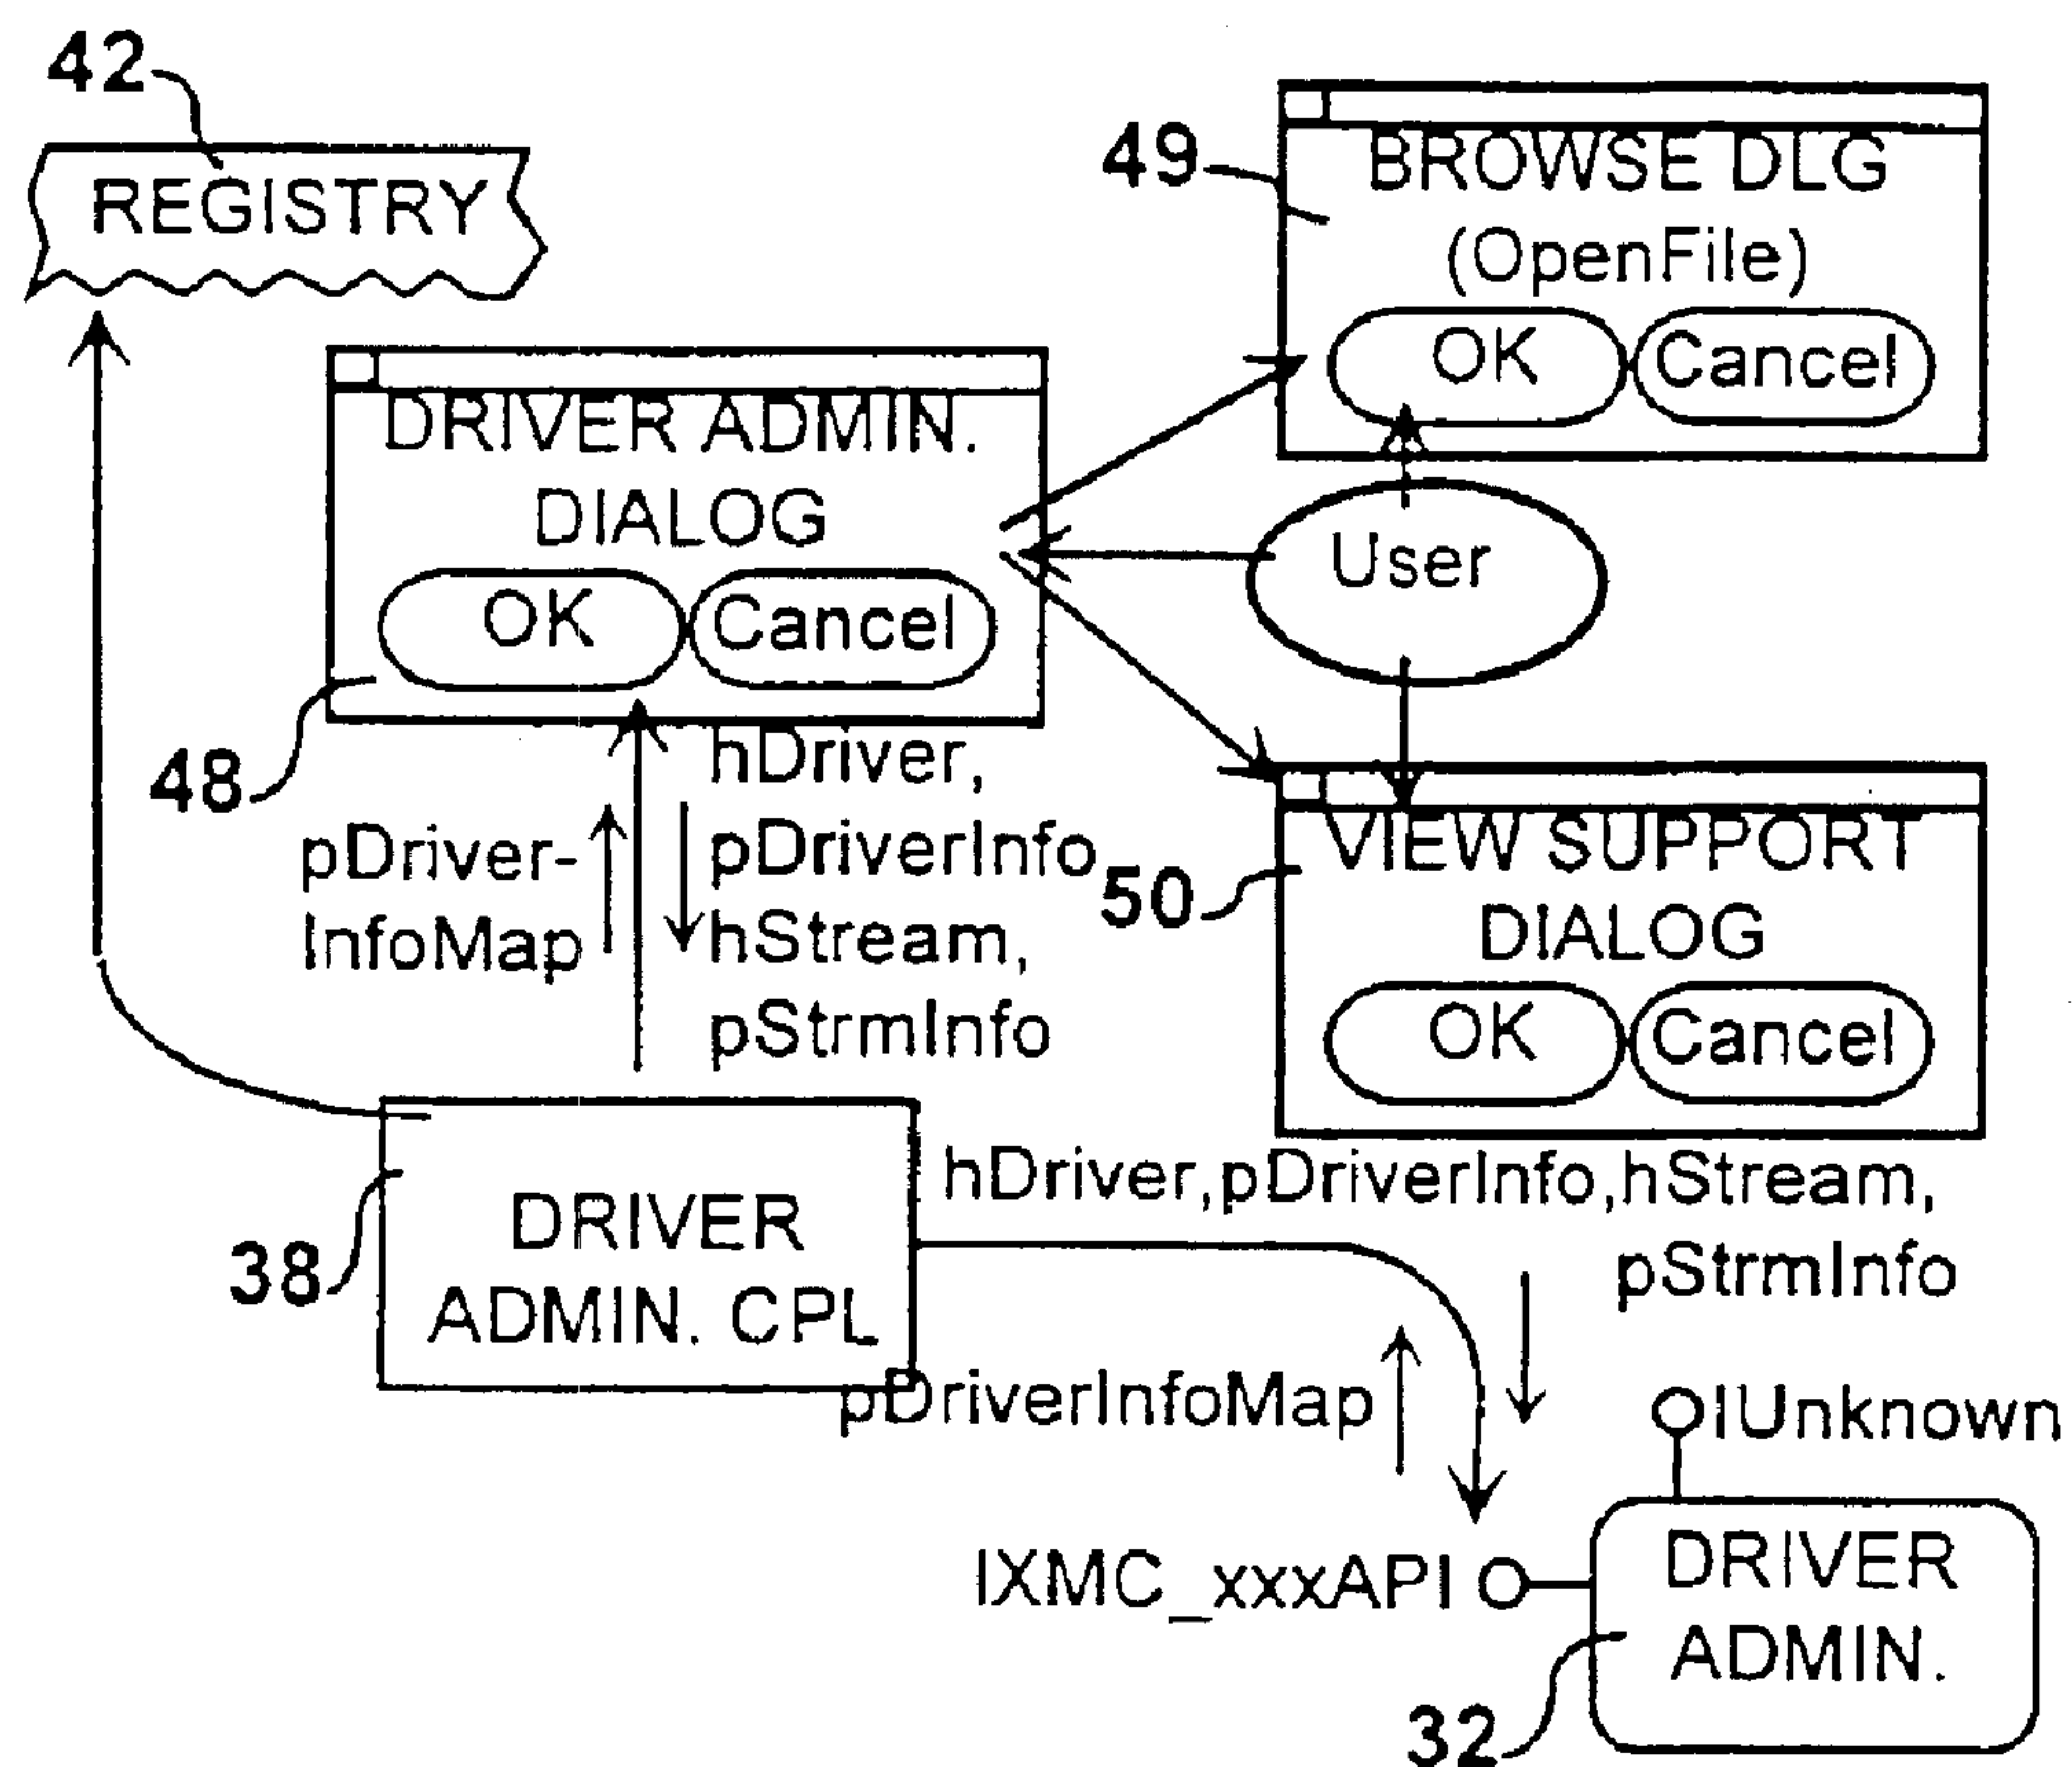 42
REGISTRY
49
BROWSE DLG
(OpenFile)
OK
Cancel
DRIVER ADMIN.
DIALOG
OK
Cancel
48
User
pDriver-
InfoMap
hDriver,
pDriverInfo
hStream,
pStrmInfo
50
VIEW SUPPORT
DIALOG
OK
Cancel
38
DRIVER
ADMIN. CPL
hDriver,pDriverInfo,hStream,
pStrmInfo
pDriverInfoMap
IUnknown
IXMC_xxxAPI
DRIVER
ADMIN.
32